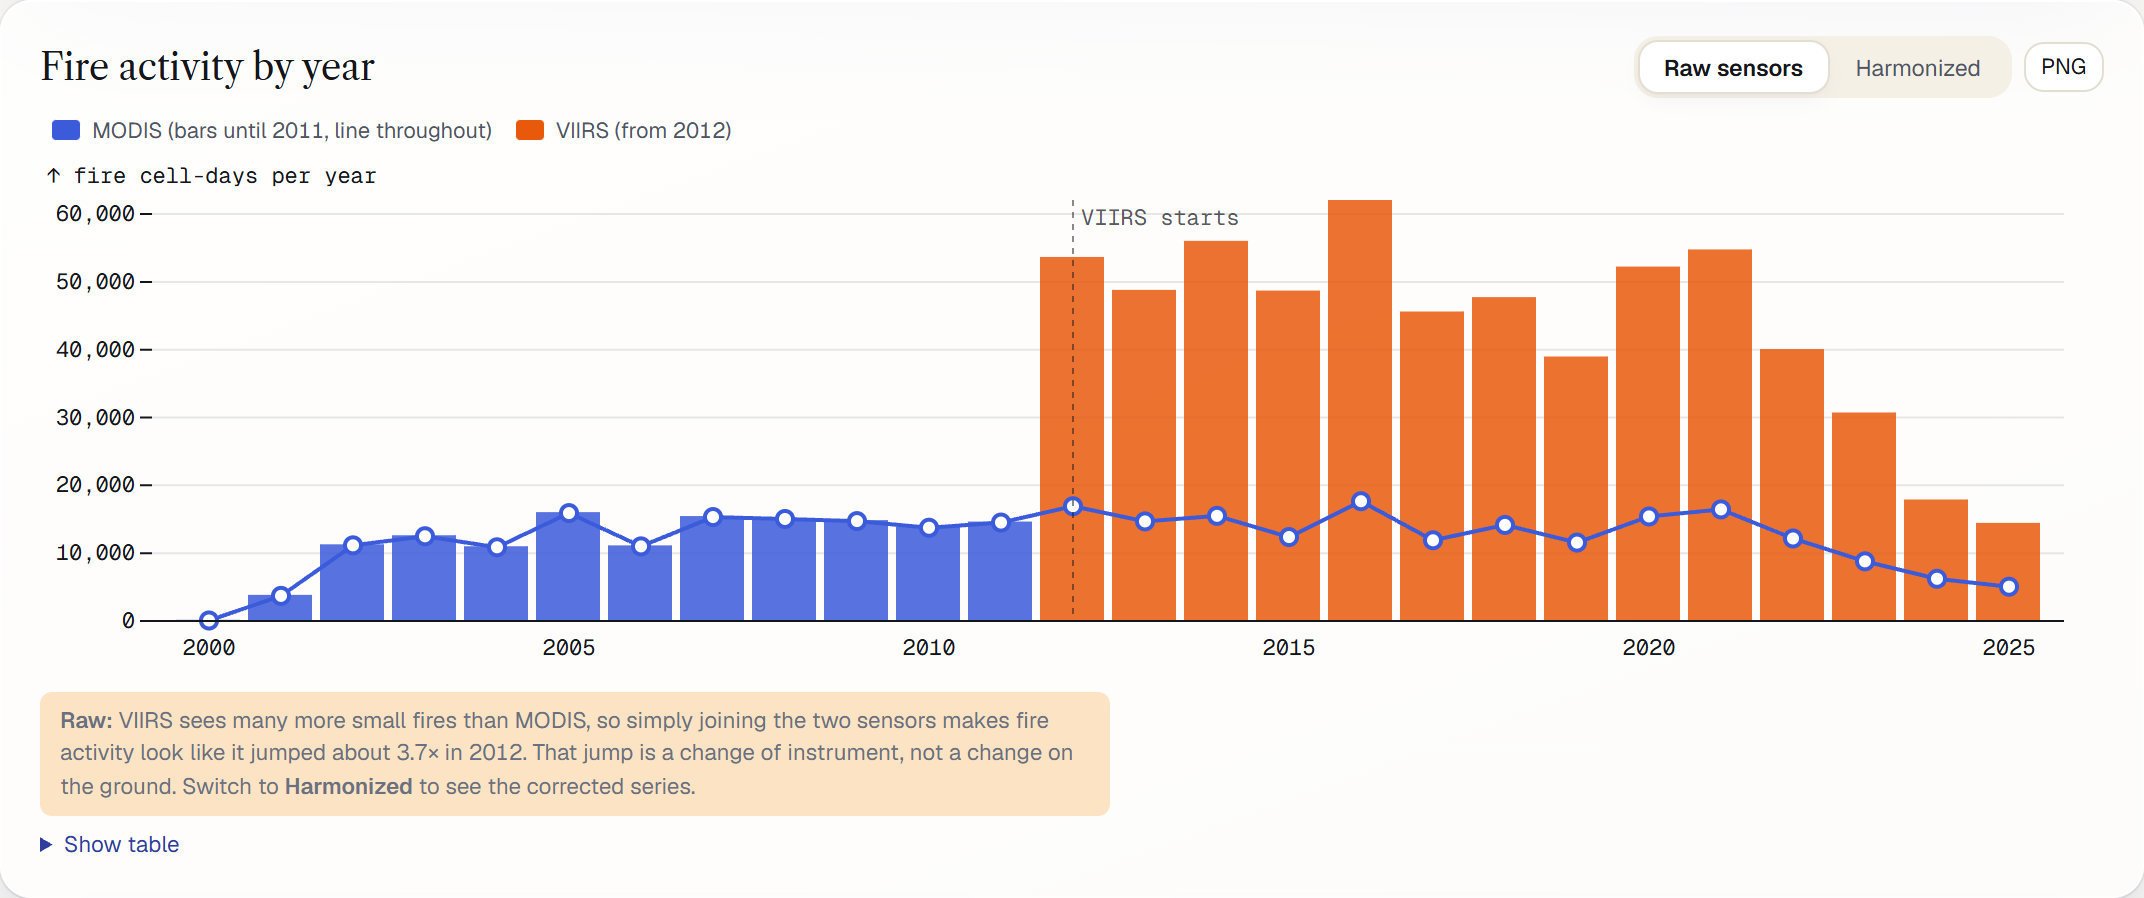 Fire activity by year
Raw sensors
Harmonized
PNG
MODIS (bars until 2011, line throughout)
VIIRS (from 2012)
↑ fire cell-days per year
60,000
VIIRS starts
50,000
40,000
30,000
20,000
10,000
0
2000
2005
2010
2015
2020
2025
Raw: VIIRS sees many more small fires than MODIS, so simply joining the two sensors makes fire
activity look like it jumped about 3.7× in 2012. That jump is a change of instrument, not a change on
the ground. Switch to Harmonized to see the corrected series.
Show table